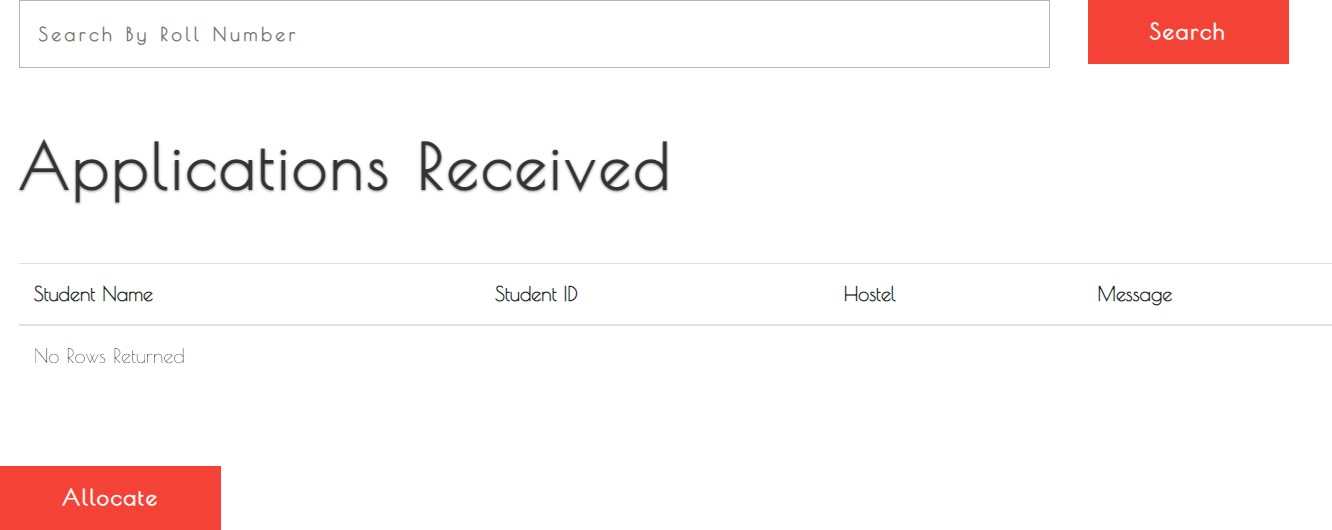 Search By Roll Number
Search
Applications Received
Student Name Student ID Hostel Message
No Rows Returned
Allocate